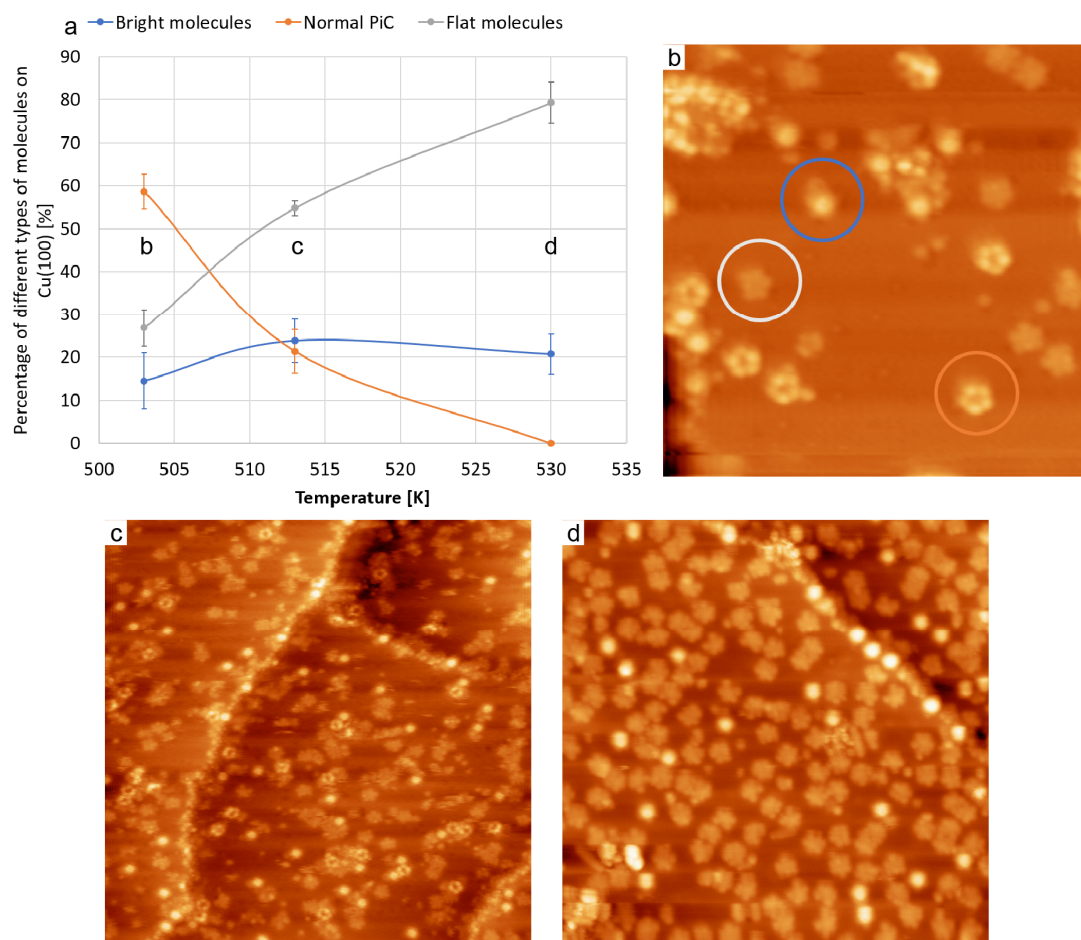 a
Bright molecules Normal PiC Flat molecules
Percentage of different types of molecules on
Cu(100) [%]
90
80
70
60
50
40
30
20
10
0
b
c
d
500 505 510 515 520 525 530 535
Temperature [K]
b
c
d